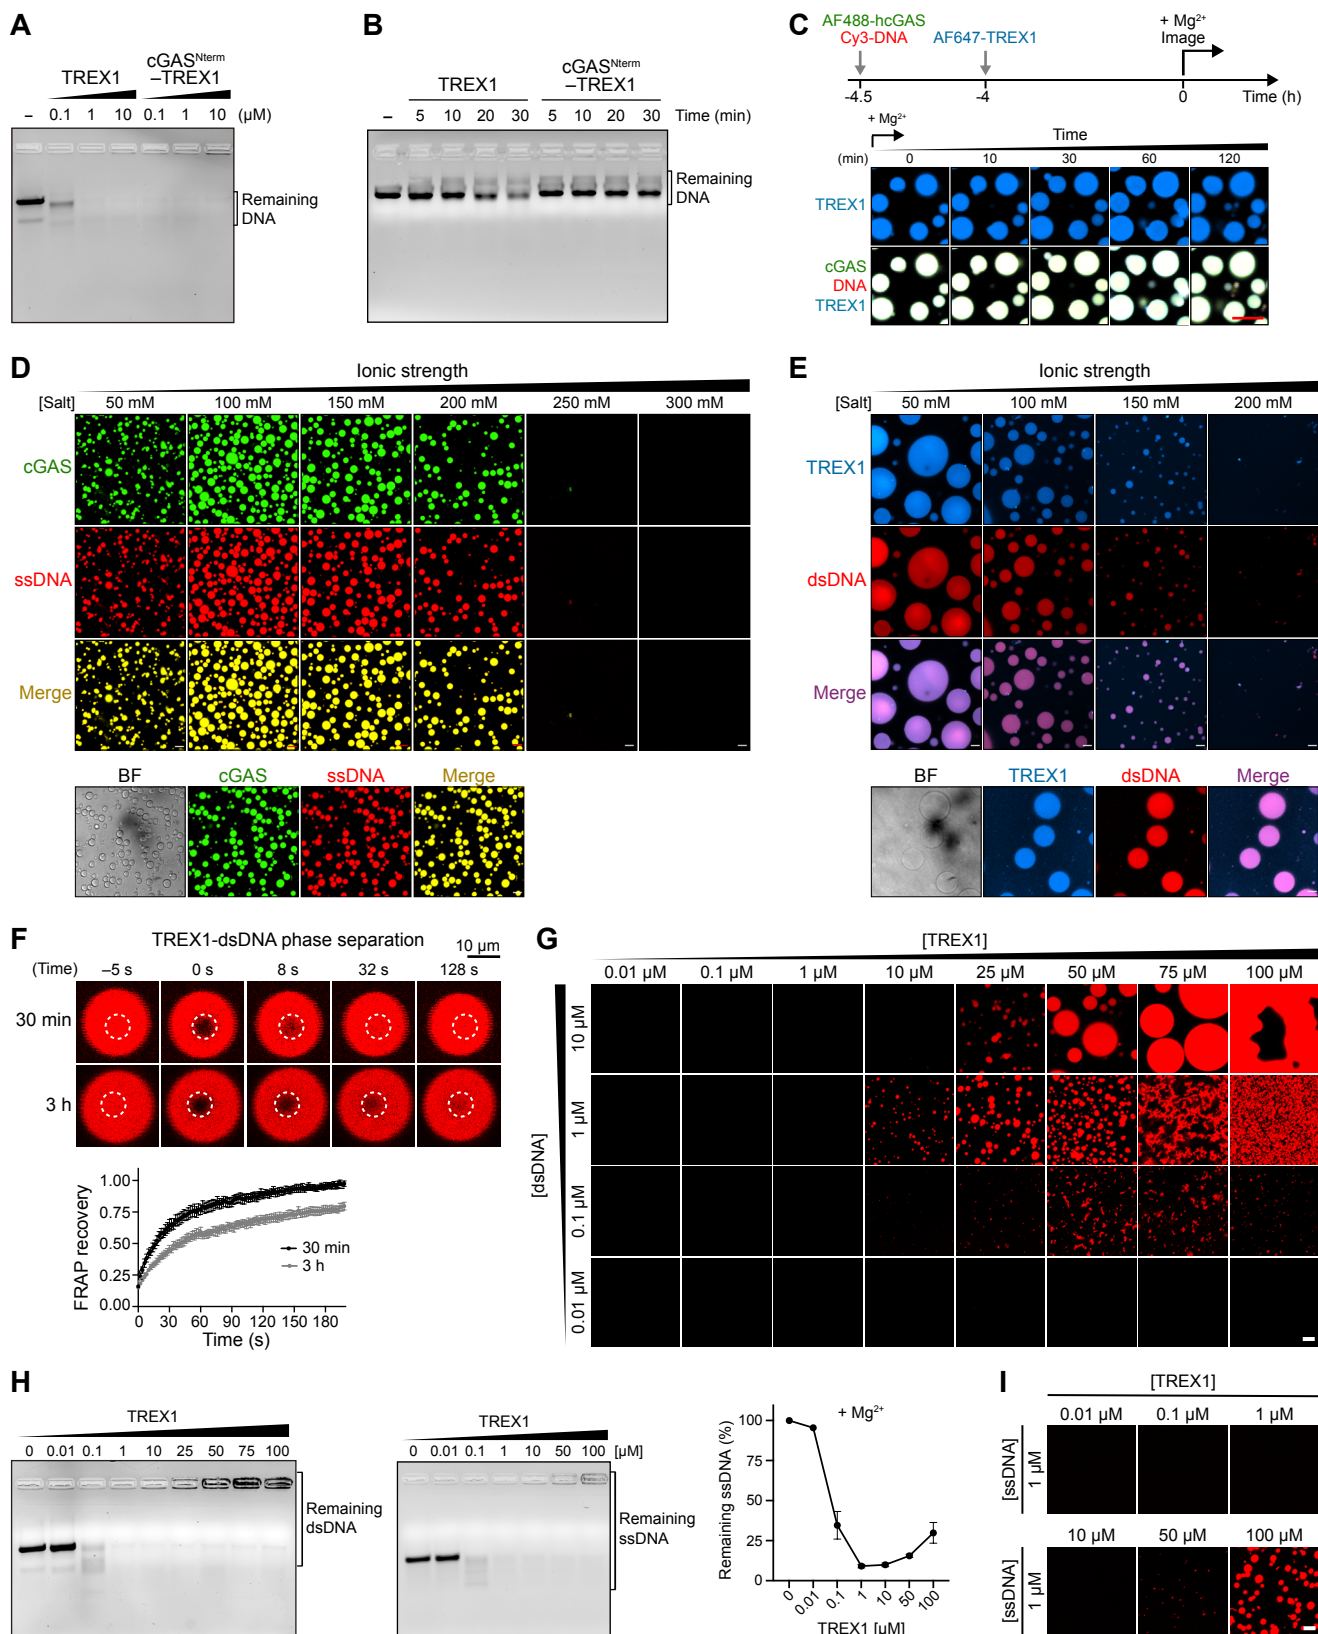 A
TREX1
cGAS^Nterm
–TREX1
– 0.1 1 10 0.1 1 10 (µM)
Remaining
DNA
B
TREX1
cGAS^Nterm
–TREX1
– 5 10 20 30 5 10 20 30 Time (min)
Remaining
DNA
C
AF488-hcGAS
Cy3-DNA
AF647-TREX1
+ Mg²⁺
Image
-4.5 -4 0 Time (h)
+ Mg²⁺
Time
(min) 0 10 30 60 120
TREX1
cGAS
DNA
TREX1
D
Ionic strength
[Salt] 50 mM 100 mM 150 mM 200 mM 250 mM 300 mM
cGAS
ssDNA
Merge
BF cGAS ssDNA Merge
E
Ionic strength
[Salt] 50 mM 100 mM 150 mM 200 mM
TREX1
dsDNA
Merge
BF TREX1 dsDNA Merge
F
TREX1-dsDNA phase separation
10 µm
(Time) –5 s 0 s 8 s 32 s 128 s
30 min
3 h
FRAP recovery
1.00
0.75
0.50
0.25
0.00
30 min
3 h
0 30 60 90 120 150 180
Time (s)
G
[TREX1]
0.01 µM 0.1 µM 1 µM 10 µM 25 µM 50 µM 75 µM 100 µM
[dsDNA]
10 µM
1 µM
0.1 µM
0.01 µM
H
TREX1
0 0.01 0.1 1 10 25 50 75 100
Remaining
dsDNA
TREX1
0 0.01 0.1 1 10 50 100 [µM]
Remaining
ssDNA
+ Mg²⁺
Remaining ssDNA (%)
100
75
50
25
0
0 0.01 0.1 1 10 50 100
TREX1 [µM]
I
[TREX1]
0.01 µM 0.1 µM 1 µM
[ssDNA]
1 µM
10 µM 50 µM 100 µM
[ssDNA]
1 µM